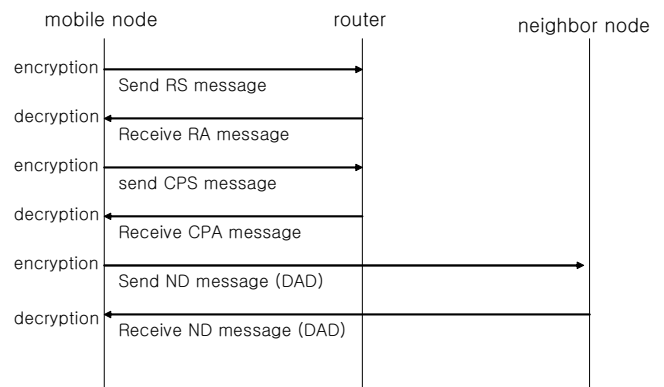 mobile node
router
neighbor node
encryption
Send RS message
decryption
Receive RA message
encryption
send CPS message
decryption
Receive CPA message
encryption
Send ND message (DAD)
decryption
Receive ND message (DAD)